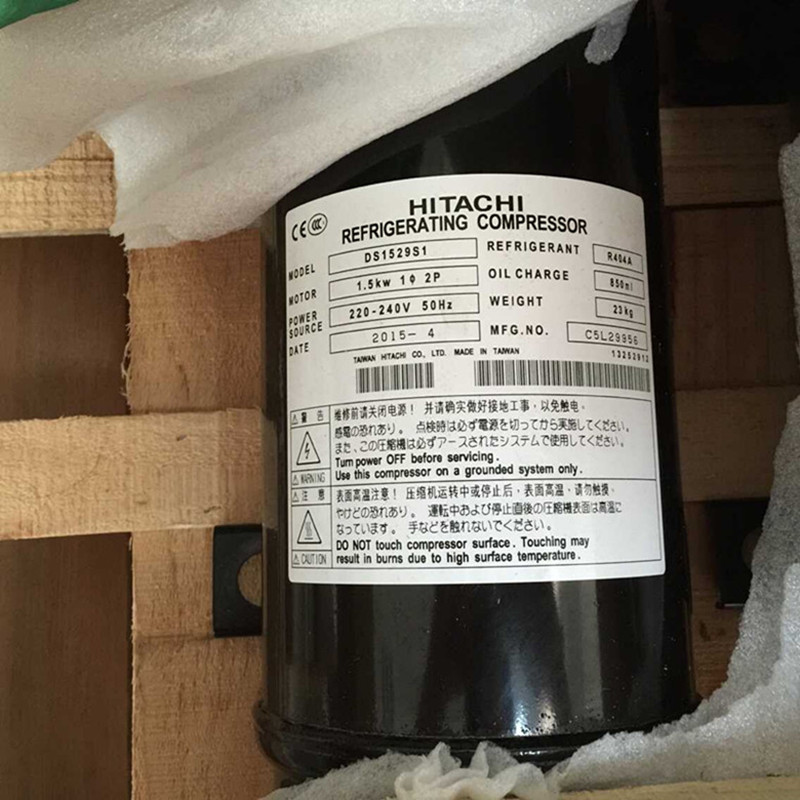 HITACHI
REFRIGERATING COMPRESSOR
CE CCC
MODEL DS1529S1
MOTOR 1.5kw 1ϕ 2P
POWER SOURCE 220-240V 50Hz
DATE 2015- 4
REFRIGERANT R404A
OIL CHARGE 850ml
WEIGHT 23kg
MFG.NO. C5L29956
TAIWAN HITACHI CO., LTD. MADE IN TAIWAN
⚠ 警 告
维修前请关闭电源！ 并请确实做好接地工事，以免触电。
感電の恐れあり。 点検時は必ず電源を切ってから実施してください。
また、この圧縮機は必ずアースされたシステムで使用してください。
Turn power OFF before servicing.
Use this compressor on a grounded system only.
⚠ WARNING
⚠ 注 意
表面高温注意！ 压缩机运转中或停止后，表面高温，请勿触摸。
やけどの恐れあり。 運転中および停止直後の圧縮機表面は高温に
なっています。 手などを触れないでください。
DO NOT touch compressor surface. Touching may
result in burns due to high surface temperature.
⚠ CAUTION